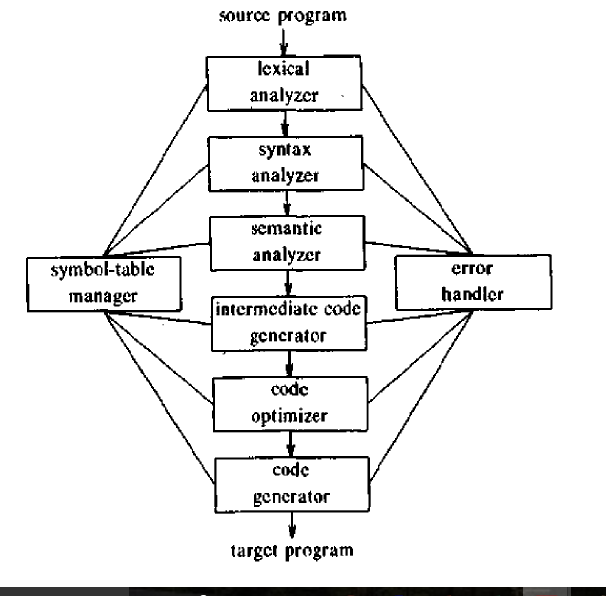 source program
lexical
analyzer
syntax
analyzer
semantic
analyzer
symbol-table
manager
error
handler
intermediate code
generator
code
optimizer
code
generator
target program